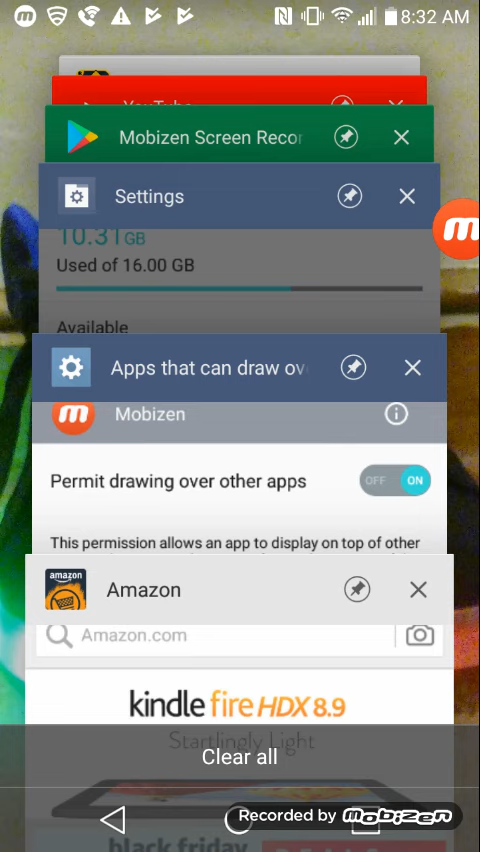 8:32 AM
YouTube
Mobizen Screen Recor
Settings
10.31GB
Used of 16.00 GB
Available
Apps that can draw ov
Mobizen
Permit drawing over other apps
OFF ON
This permission allows an app to display on top of other
amazon
Amazon
Amazon.com
kindle fire HDX 8.9
Startlingly Light
Clear all
Recorded by Mobizen
black friday